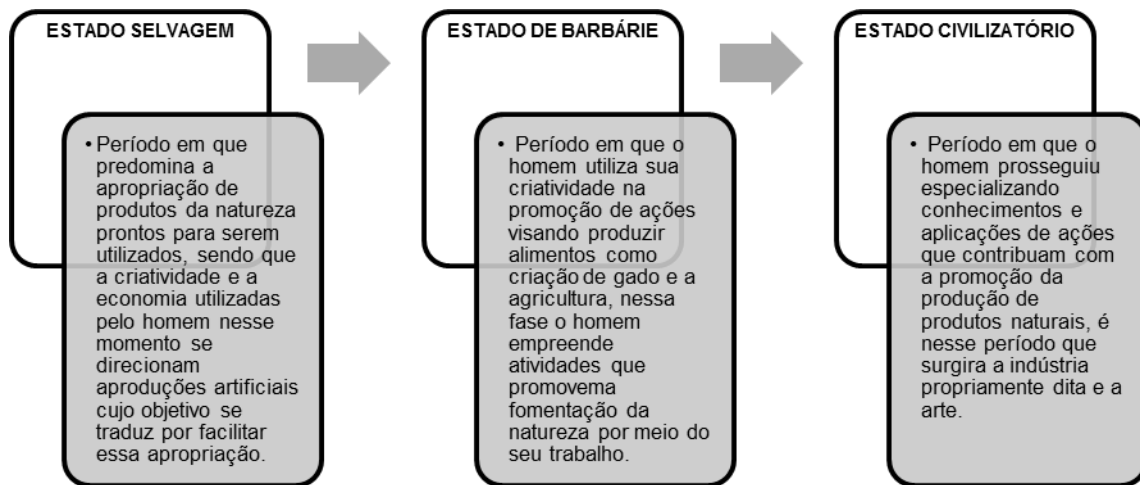 ESTADO SELVAGEM
• Período em que
predomina a
apropriação de
produtos da natureza
prontos para serem
utilizados, sendo que
a criatividade e a
economia utilizadas
pelo homem nesse
momento se
direcionam
aproduções artificiais
cujo objetivo se
traduz por facilitar
essa apropriação.
ESTADO DE BARBÁRIE
• Período em que o
homem utiliza sua
criatividade na
promoção de ações
visando produzir
alimentos como
criação de gado e a
agricultura, nessa
fase o homem
empreende
atividades que
promovema
fomentação da
natureza por meio do
seu trabalho.
ESTADO CIVILIZATÓRIO
• Período em que o
homem prosseguiu
especializando
conhecimentos e
aplicações de ações
que contribuam com
a promoção da
produção de
produtos naturais, é
nesse período que
surgira a indústria
propriamente dita e a
arte.